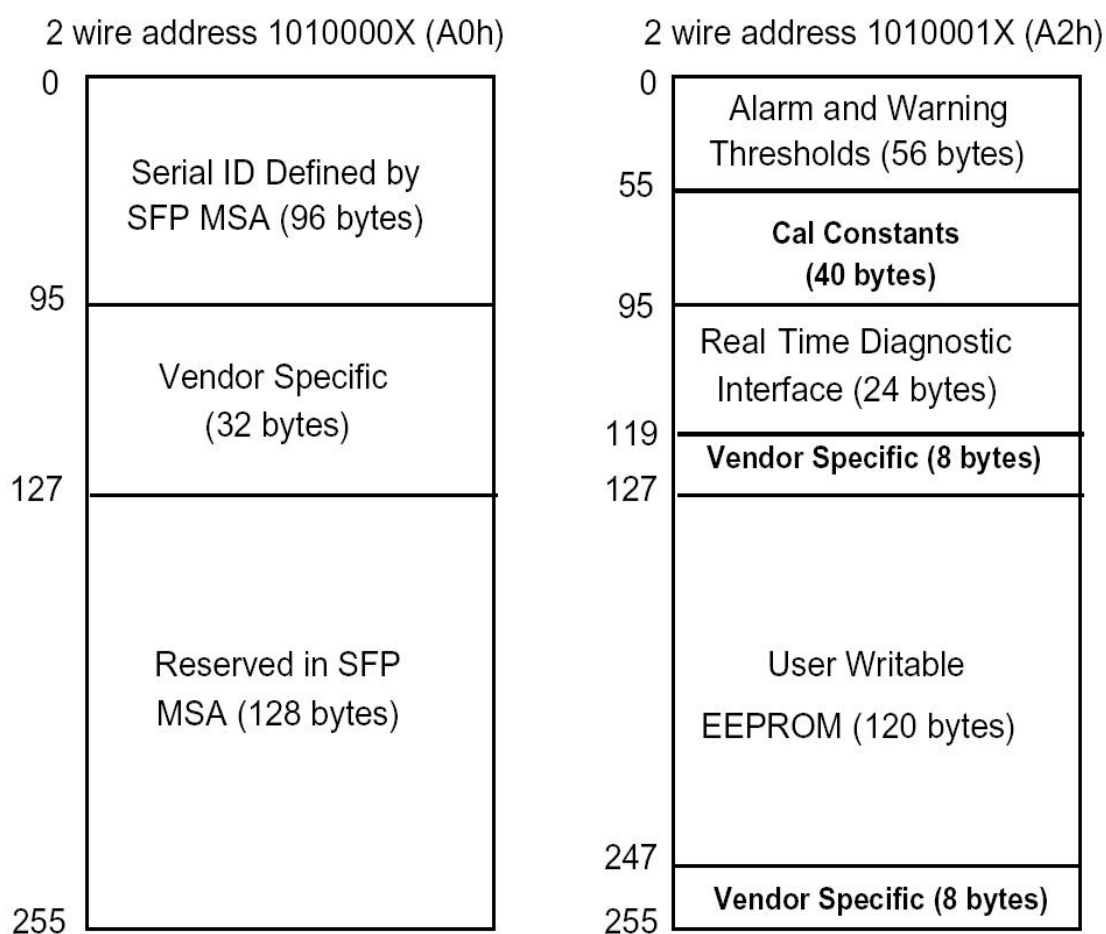 2 wire address 1010000X (A0h)
0
Serial ID Defined by
SFP MSA (96 bytes)
95
Vendor Specific
(32 bytes)
127
Reserved in SFP
MSA (128 bytes)
255
2 wire address 1010001X (A2h)
0
Alarm and Warning
Thresholds (56 bytes)
55
Cal Constants
(40 bytes)
95
Real Time Diagnostic
Interface (24 bytes)
119
Vendor Specific (8 bytes)
127
User Writable
EEPROM (120 bytes)
247
Vendor Specific (8 bytes)
255